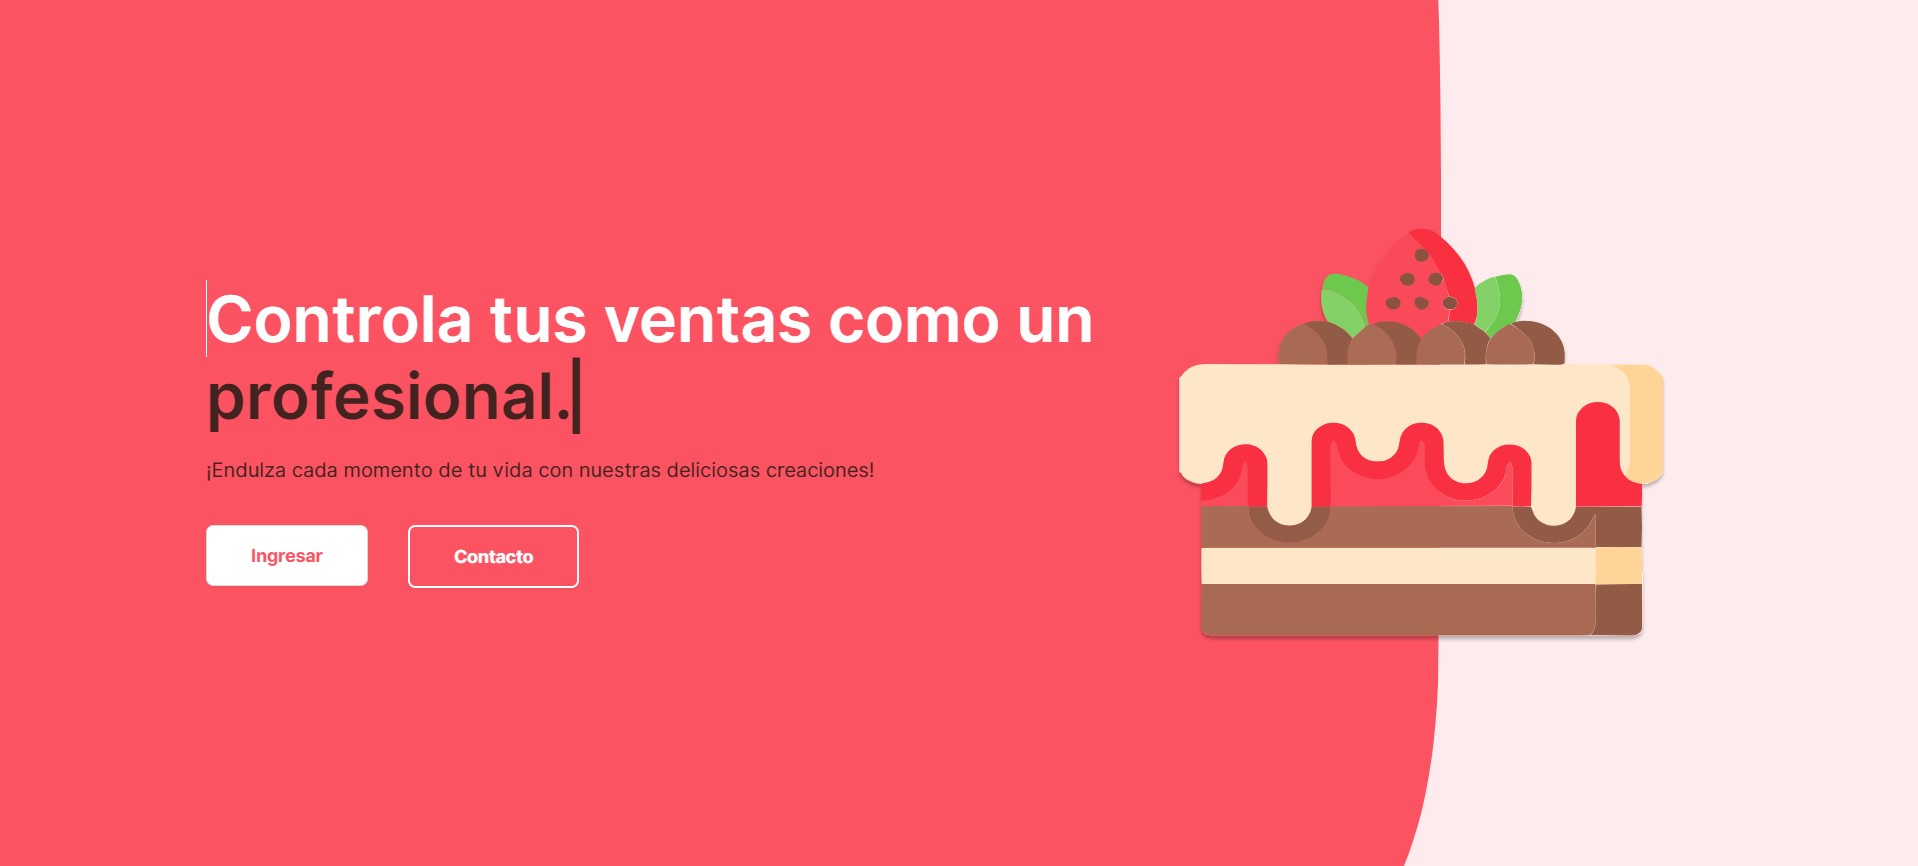 Controla tus ventas como un
profesional.
¡Endulza cada momento de tu vida con nuestras deliciosas creaciones!
Ingresar
Contacto